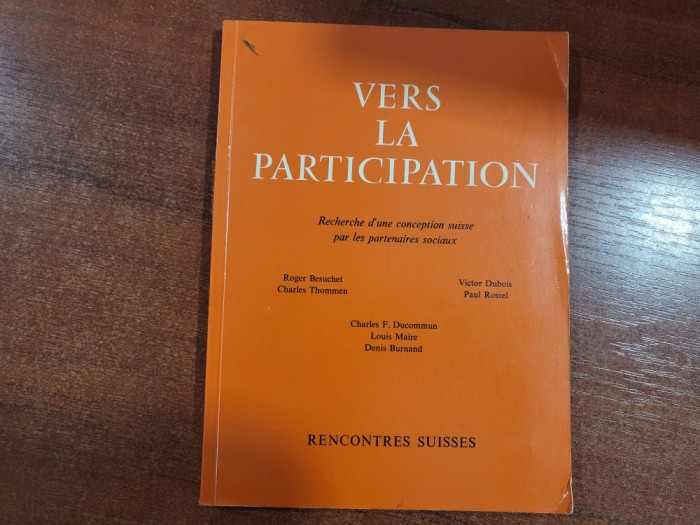 VERS
LA
PARTICIPATION
Recherche d'une conception suisse
par les partenaires sociaux
Roger Besuchet
Charles Thommen
Victor Dubois
Paul Rossel
Charles F. Ducommun
Louis Maire
Denis Burnand
RENCONTRES SUISSES